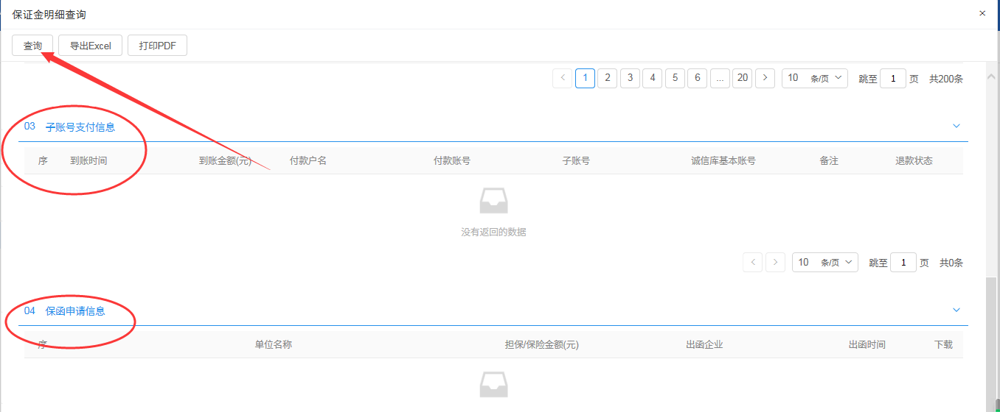 保证金明细查询 ×
查询 导出Excel 打印PDF
< 1 2 3 4 5 6 ... 20 > 10 条/页 跳至 1 页 共200条
03 子账号支付信息
序 到账时间 到账金额(元) 付款户名 付款账号 子账号 诚信库基本账号 备注 退款状态
没有返回的数据
< > 10 条/页 跳至 1 页 共0条
04 保函申请信息
序 单位名称 担保/保险金额(元) 出函企业 出函时间 下载